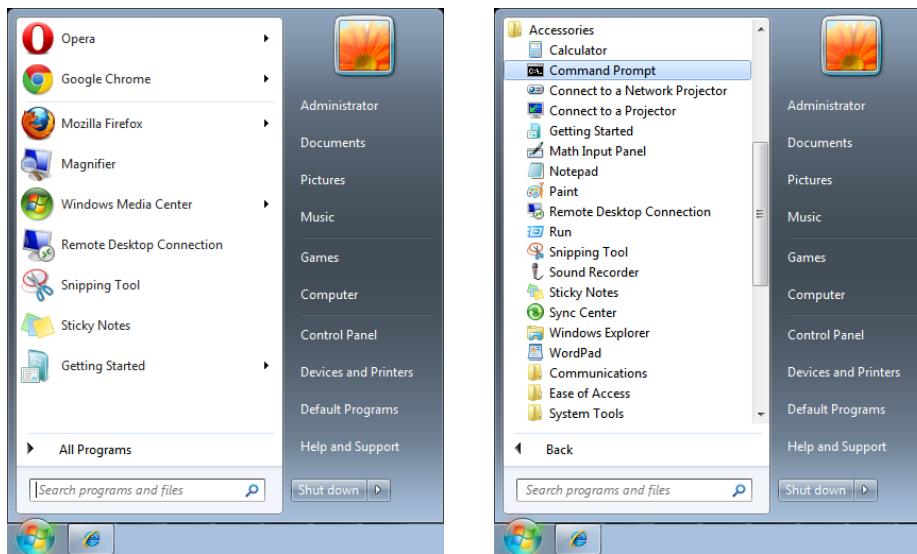 Opera
Google Chrome
Mozilla Firefox
Magnifier
Windows Media Center
Remote Desktop Connection
Snipping Tool
Sticky Notes
Getting Started
All Programs
Search programs and files
Administrator
Documents
Pictures
Music
Games
Computer
Control Panel
Devices and Printers
Default Programs
Help and Support
Shut down
Accessories
Calculator
Command Prompt
Connect to a Network Projector
Connect to a Projector
Getting Started
Math Input Panel
Notepad
Paint
Remote Desktop Connection
Run
Snipping Tool
Sound Recorder
Sticky Notes
Sync Center
Windows Explorer
WordPad
Communications
Ease of Access
System Tools
Back
Search programs and files
Administrator
Documents
Pictures
Music
Games
Computer
Control Panel
Devices and Printers
Default Programs
Help and Support
Shut down